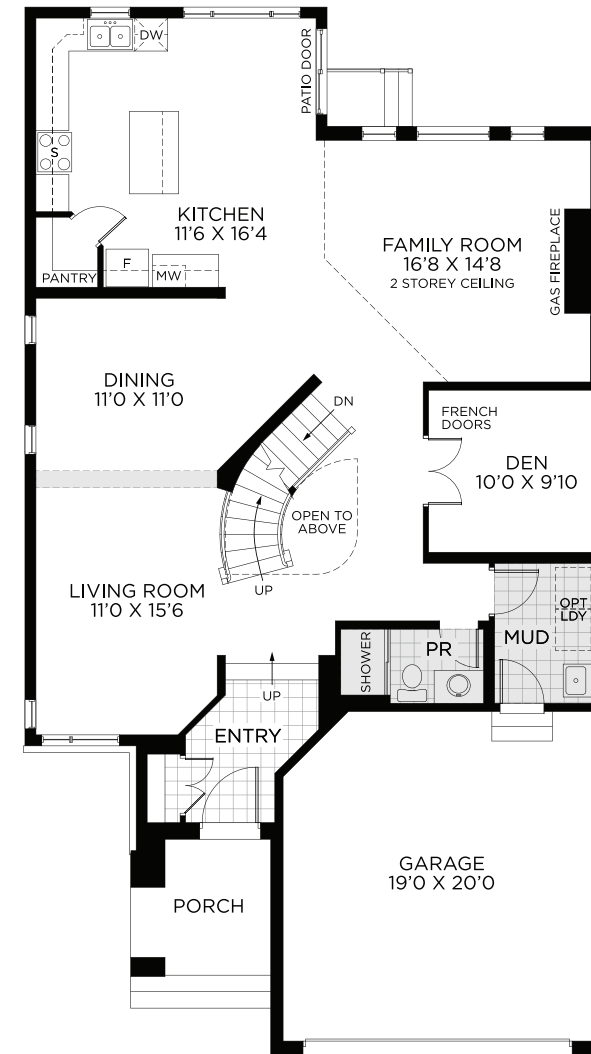 DW
PATIO DOOR
S
KITCHEN
11'6 X 16'4
PANTRY
F
MW
FAMILY ROOM
16'8 X 14'8
2 STOREY CEILING
GAS FIREPLACE
DINING
11'0 X 11'0
DN
FRENCH
DOORS
DEN
10'0 X 9'10
OPEN TO
ABOVE
UP
LIVING ROOM
11'0 X 15'6
OPT
LDY
MUD
PR
SHOWER
UP
ENTRY
GARAGE
19'0 X 20'0
PORCH